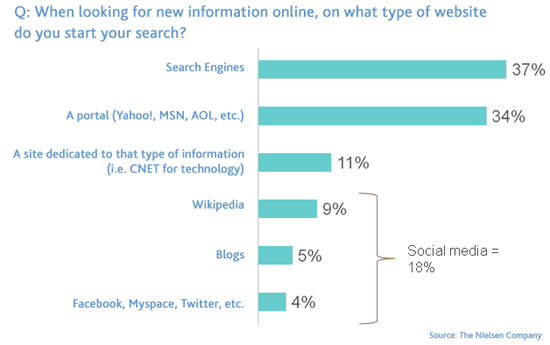 Q: When looking for new information online, on what type of website
do you start your search?
Search Engines
37%
A portal (Yahoo!, MSN, AOL, etc.)
34%
A site dedicated to that type of information
(i.e. CNET for technology)
11%
Wikipedia
9%
Blogs
5%
Facebook, Myspace, Twitter, etc.
4%
Social media =
18%
Source: The Nielsen Company